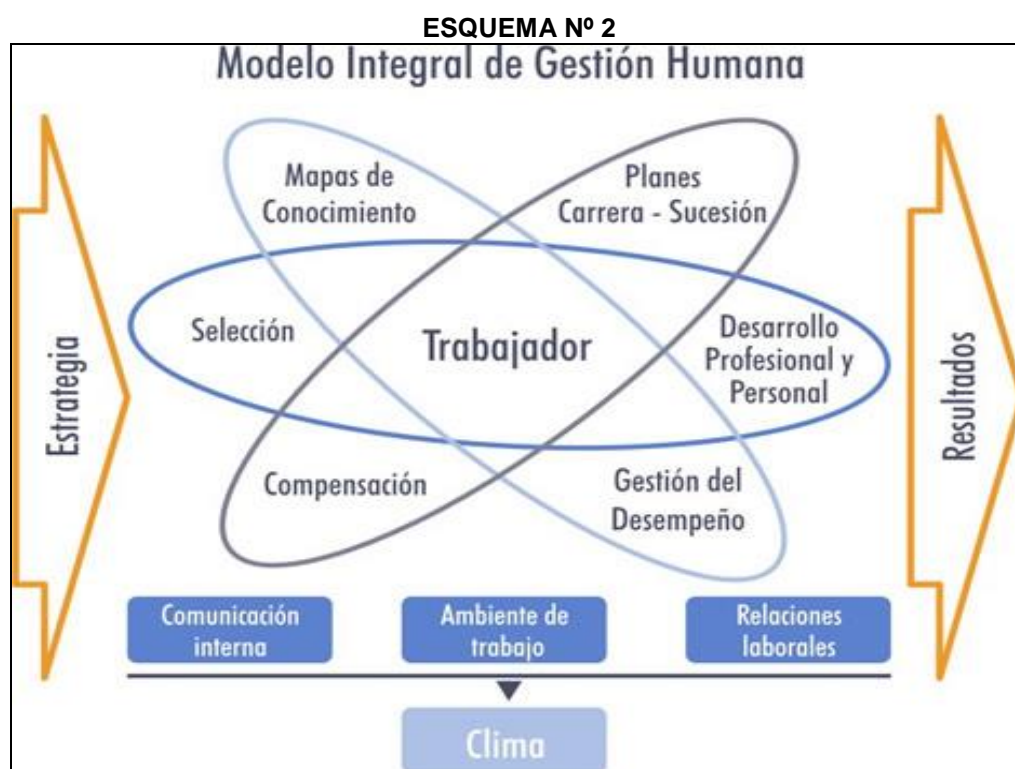 ESQUEMA Nº 2
Modelo Integral de Gestión Humana
Estrategia
Mapas de
Conocimiento
Planes
Carrera - Sucesión
Selección
Trabajador
Desarrollo
Profesional y
Personal
Compensación
Gestión del
Desempeño
Resultados
Comunicación
interna
Ambiente de
trabajo
Relaciones
laborales
Clima